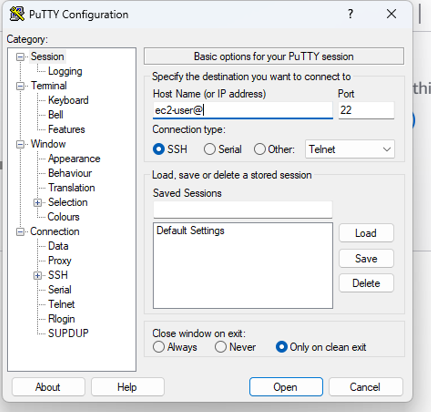 PuTTY Configuration
?
Category:
Session
Logging
Terminal
Keyboard
Bell
Features
Window
Appearance
Behaviour
Translation
Selection
Colours
Connection
Data
Proxy
SSH
Serial
Telnet
Rlogin
SUPDUP
Basic options for your PuTTY session
Specify the destination you want to connect to
Host Name (or IP address) Port
ec2-user@ 22
Connection type:
SSH Serial Other: Telnet
Load, save or delete a stored session
Saved Sessions
Default Settings
Load
Save
Delete
Close window on exit:
Always Never Only on clean exit
About Help Open Cancel
thi